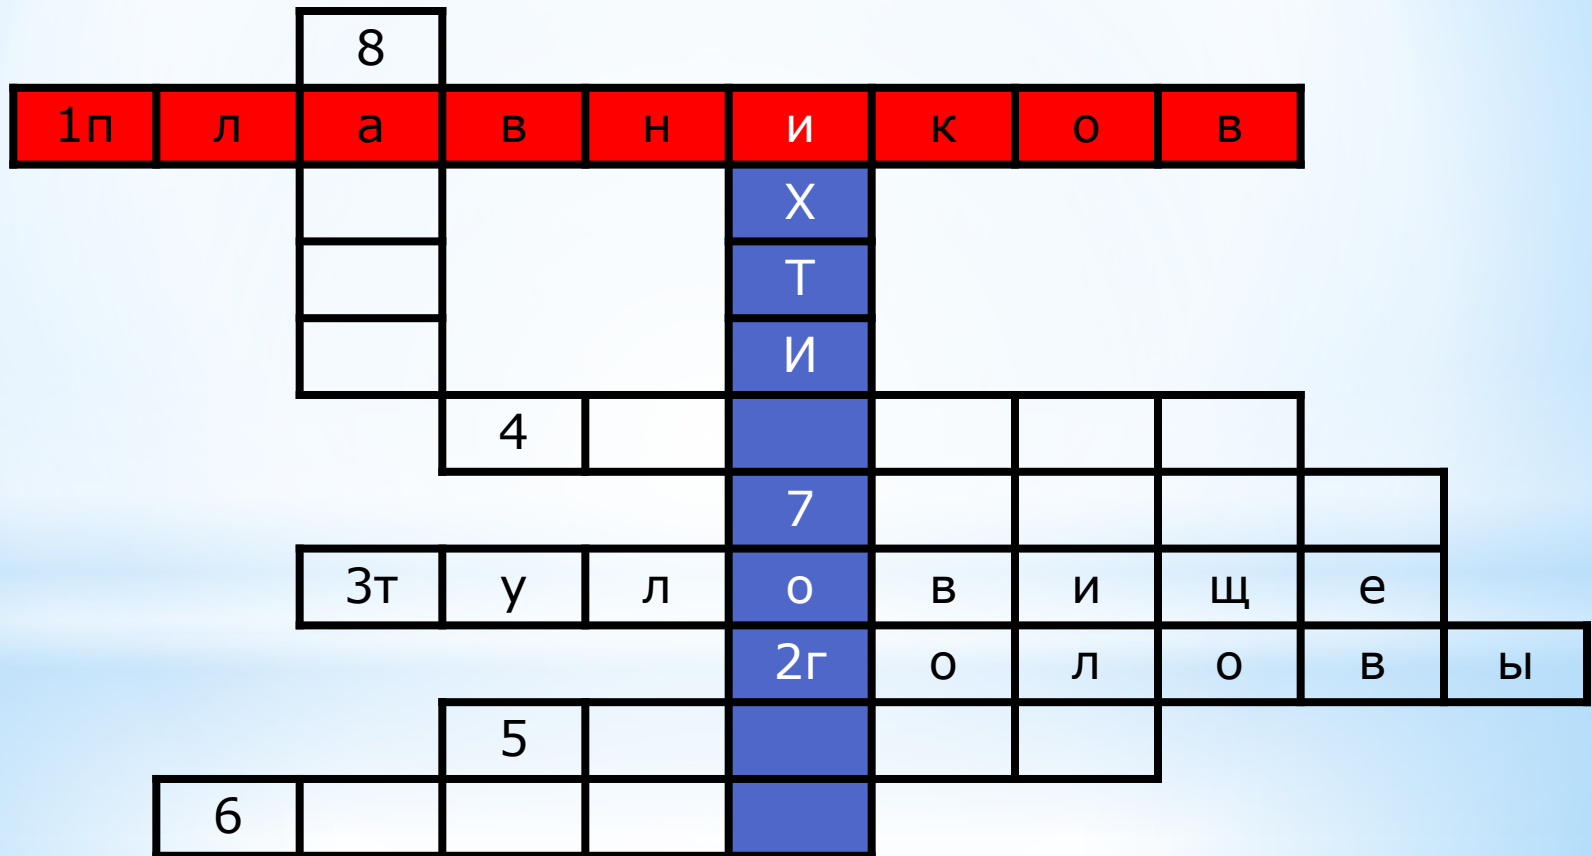 8
1п л а в н и к о в
Х
Т
И
4
7
3т у л о в и щ е
2г о л о в ы
5
6